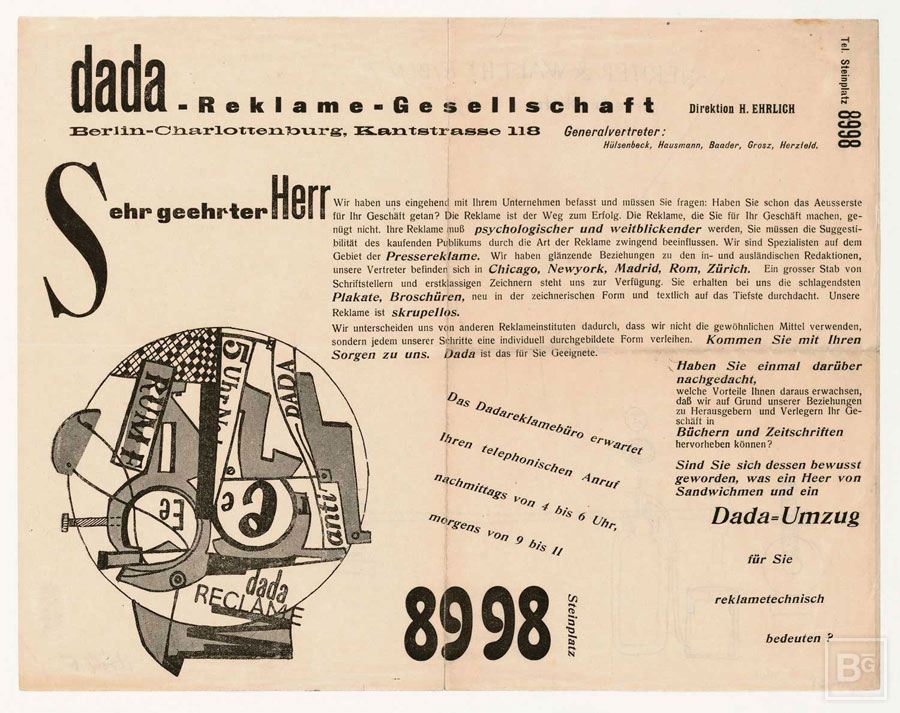 dada-Reklame-Gesellschaft Direktion H. EHRLICH
Berlin-Charlottenburg, Kantstrasse 118 Generalvertreter:
Hülsenbeck, Hausmann, Baader, Grosz, Herzfeld.
Tel. Steinplatz 8998
Sehr geehrter Herr
Wir haben uns eingehend mit Ihrem Unternehmen befasst und müssen Sie fragen: Haben Sie schon das Aeusserste
für Ihr Geschäft getan? Die Reklame ist der Weg zum Erfolg. Die Reklame, die Sie für Ihr Geschäft machen, ge-
nügt nicht. Ihre Reklame muß psychologischer und weitblickender werden, Sie müssen die Suggesti-
bilität des kaufenden Publikums durch die Art der Reklame zwingend beeinflussen. Wir sind Spezialisten auf dem
Gebiet der Pressereklame. Wir haben glänzende Beziehungen zu den in- und ausländischen Redaktionen,
unsere Vertreter befinden sich in Chicago, Newyork, Madrid, Rom, Zürich. Ein grosser Stab von
Schriftstellern und erstklassigen Zeichnern steht uns zur Verfügung. Sie erhalten bei uns die schlagendsten
Plakate, Broschüren, neu in der zeichnerischen Form und textlich auf das Tiefste durchdacht. Unsere
Reklame ist skrupellos.
Wir unterscheiden uns von anderen Reklameinstituten dadurch, dass wir nicht die gewöhnlichen Mittel verwenden,
sondern jedem unserer Schritte eine individuell durchgebildete Form verleihen. Kommen Sie mit Ihren
Sorgen zu uns. Dada ist das für Sie Geeignete.
Das Dadareklamebüro erwartet
Ihren telephonischen Anruf
nachmittags von 4 bis 6 Uhr,
morgens von 9 bis 11
8998
Steinplatz
Haben Sie einmal darüber
nachgedacht,
welche Vorteile Ihnen daraus erwachsen,
daß wir auf Grund unserer Beziehungen
zu Herausgebern und Verlegern Ihr Ge-
schäft in
Büchern und Zeitschriften
hervorheben können?
Sind Sie sich dessen bewusst
geworden, was ein Heer von
Sandwichmen und ein
Dada=Umzug
für Sie
reklametechnisch
bedeuten ?
RUMF
5 Uhr
DADA
Ee
e
Ce
anti
dada
RECLAME
BG